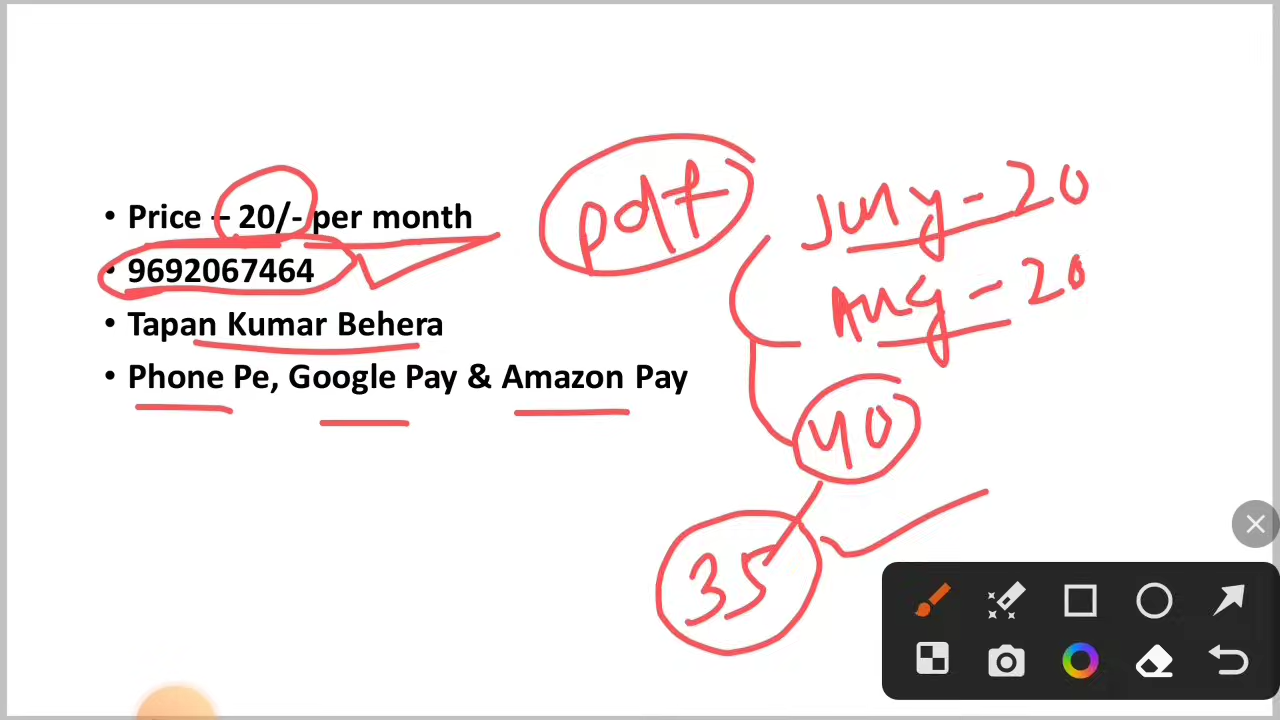 • Price – 20/- per month
• 9692067464
• Tapan Kumar Behera
• Phone Pe, Google Pay & Amazon Pay
pdf
Juny - 20
Aug - 20
40
35